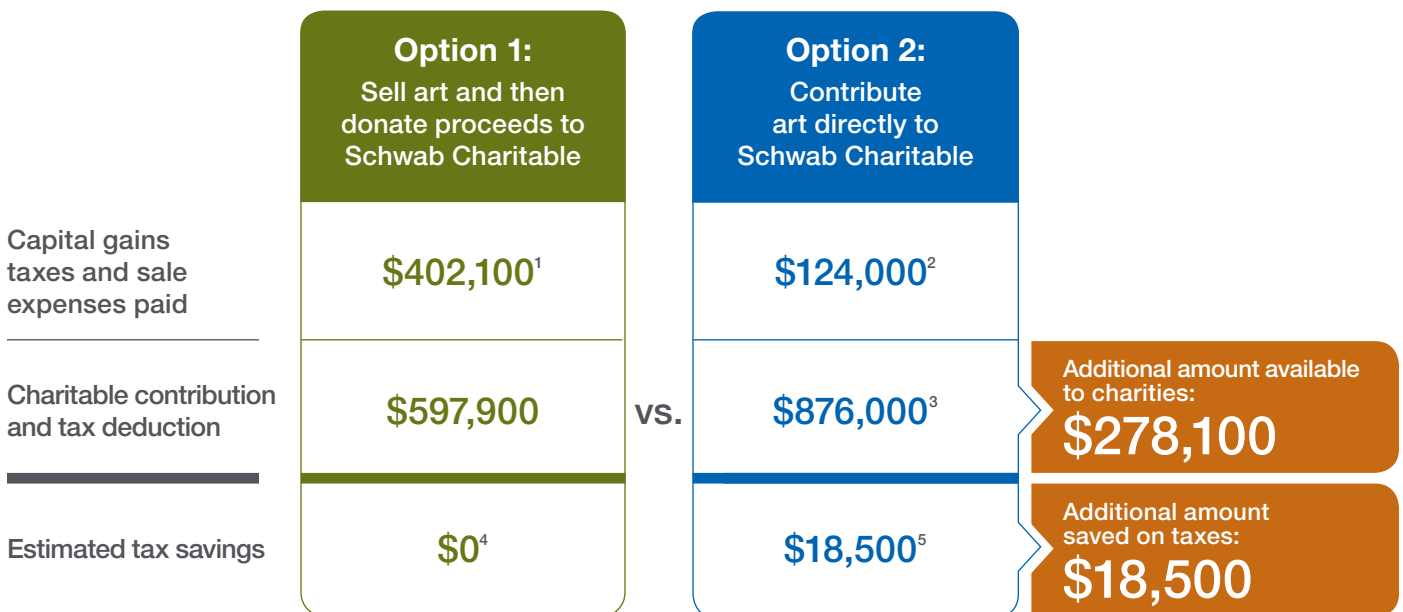 Option 1:
Sell art and then
donate proceeds to
Schwab Charitable
Option 2:
Contribute
art directly to
Schwab Charitable
Capital gains
taxes and sale
expenses paid
$402,100¹
$124,000²
Charitable contribution
and tax deduction
$597,900
vs.
$876,000³
Additional amount available
to charities:
$278,100
Estimated tax savings
$0⁴
$18,500⁵
Additional amount
saved on taxes:
$18,500